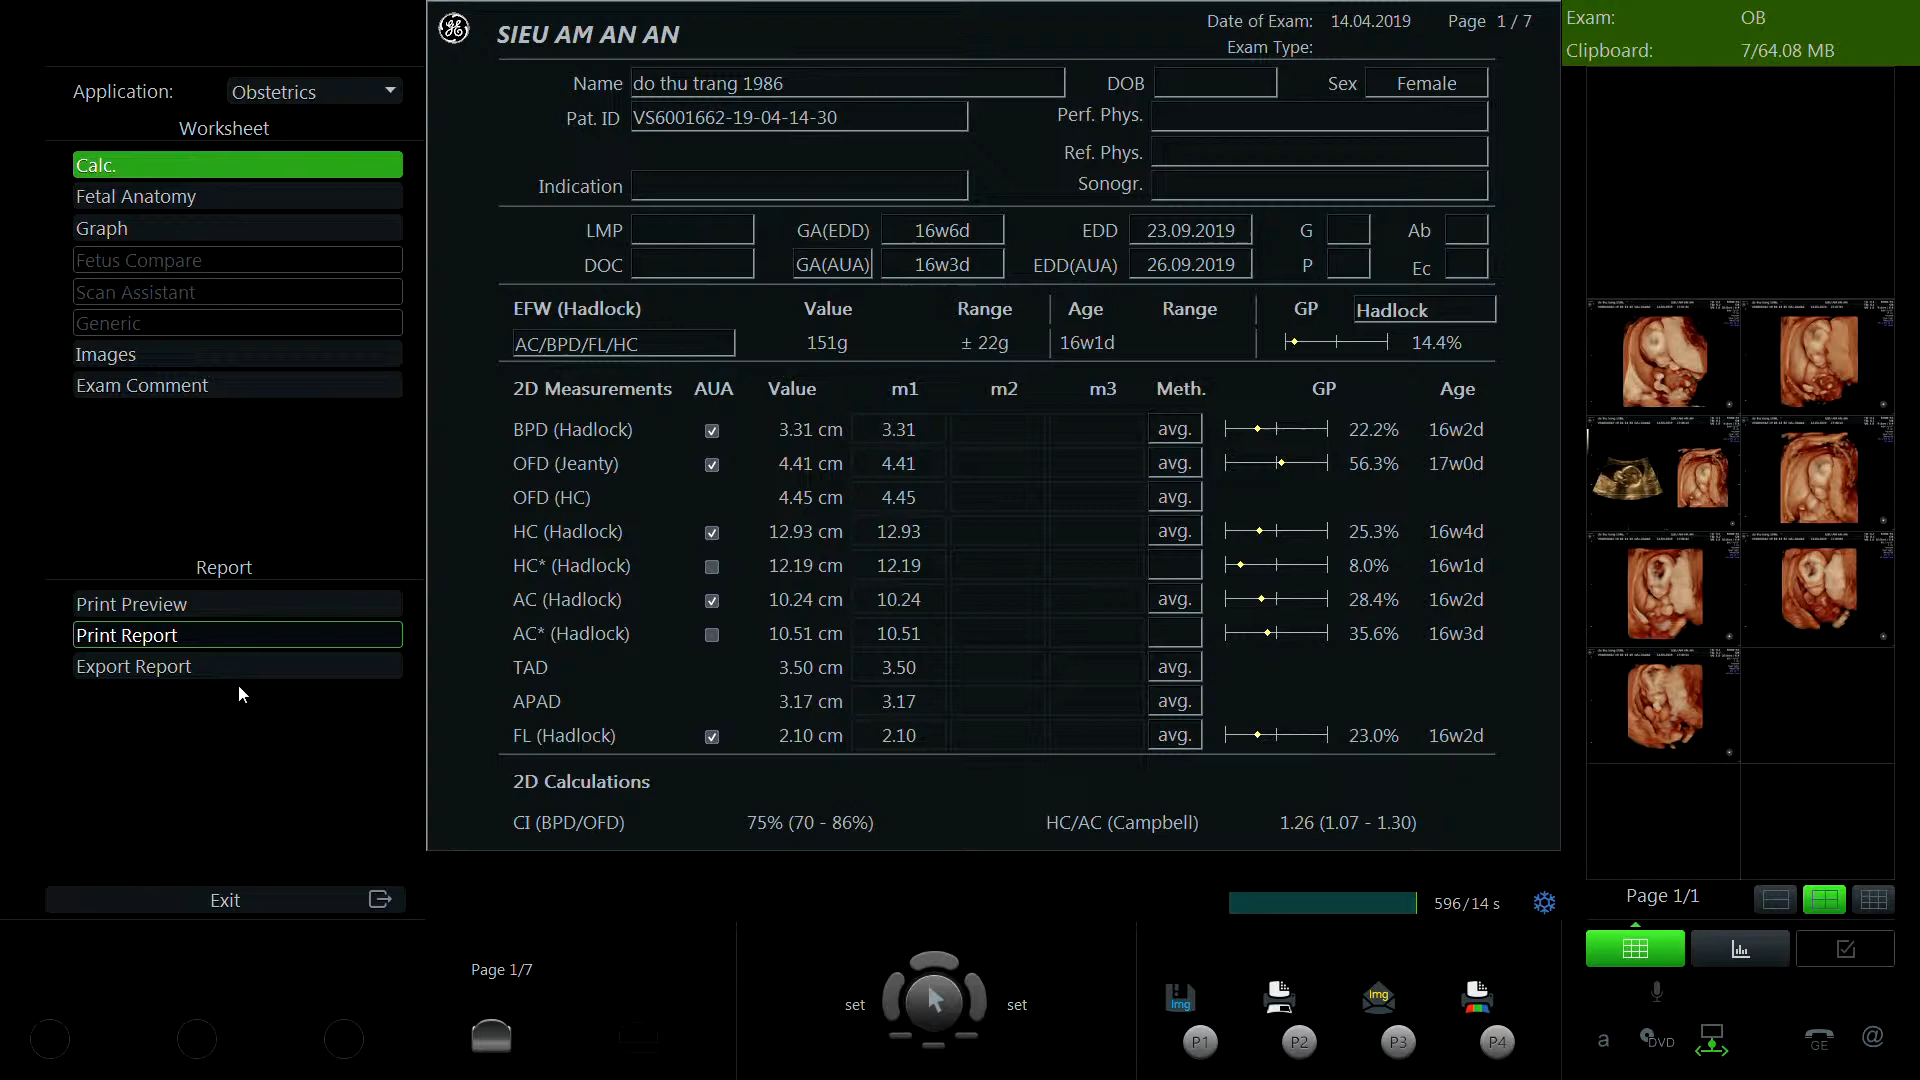 SIEU AM AN AN
Date of Exam: 14.04.2019 Page 1 / 7
Exam Type:
Exam: OB
Clipboard: 7/64.08 MB
Application: Obstetrics
Worksheet
Calc.
Fetal Anatomy
Graph
Fetus Compare
Scan Assistant
Generic
Images
Exam Comment
Report
Print Preview
Print Report
Export Report
Exit
Name do thu trang 1986 DOB Sex Female
Pat. ID VS6001662-19-04-14-30 Perf. Phys.
Ref. Phys.
Indication Sonogr.
LMP GA(EDD) 16w6d EDD 23.09.2019 G Ab
DOC GA(AUA) 16w3d EDD(AUA) 26.09.2019 P Ec
EFW (Hadlock) Value Range Age Range GP Hadlock
AC/BPD/FL/HC 151g ± 22g 16w1d 14.4%
2D Measurements AUA Value m1 m2 m3 Meth. GP Age
BPD (Hadlock) 3.31 cm 3.31 avg. 22.2% 16w2d
OFD (Jeanty) 4.41 cm 4.41 avg. 56.3% 17w0d
OFD (HC) 4.45 cm 4.45 avg.
HC (Hadlock) 12.93 cm 12.93 avg. 25.3% 16w4d
HC* (Hadlock) 12.19 cm 12.19 8.0% 16w1d
AC (Hadlock) 10.24 cm 10.24 avg. 28.4% 16w2d
AC* (Hadlock) 10.51 cm 10.51 35.6% 16w3d
TAD 3.50 cm 3.50 avg.
APAD 3.17 cm 3.17 avg.
FL (Hadlock) 2.10 cm 2.10 avg. 23.0% 16w2d
2D Calculations
CI (BPD/OFD) 75% (70 - 86%) HC/AC (Campbell) 1.26 (1.07 - 1.30)
596/14 s
Page 1/1
Page 1/7
set set
Img Img
P1 P2 P3 P4
a DVD GE @